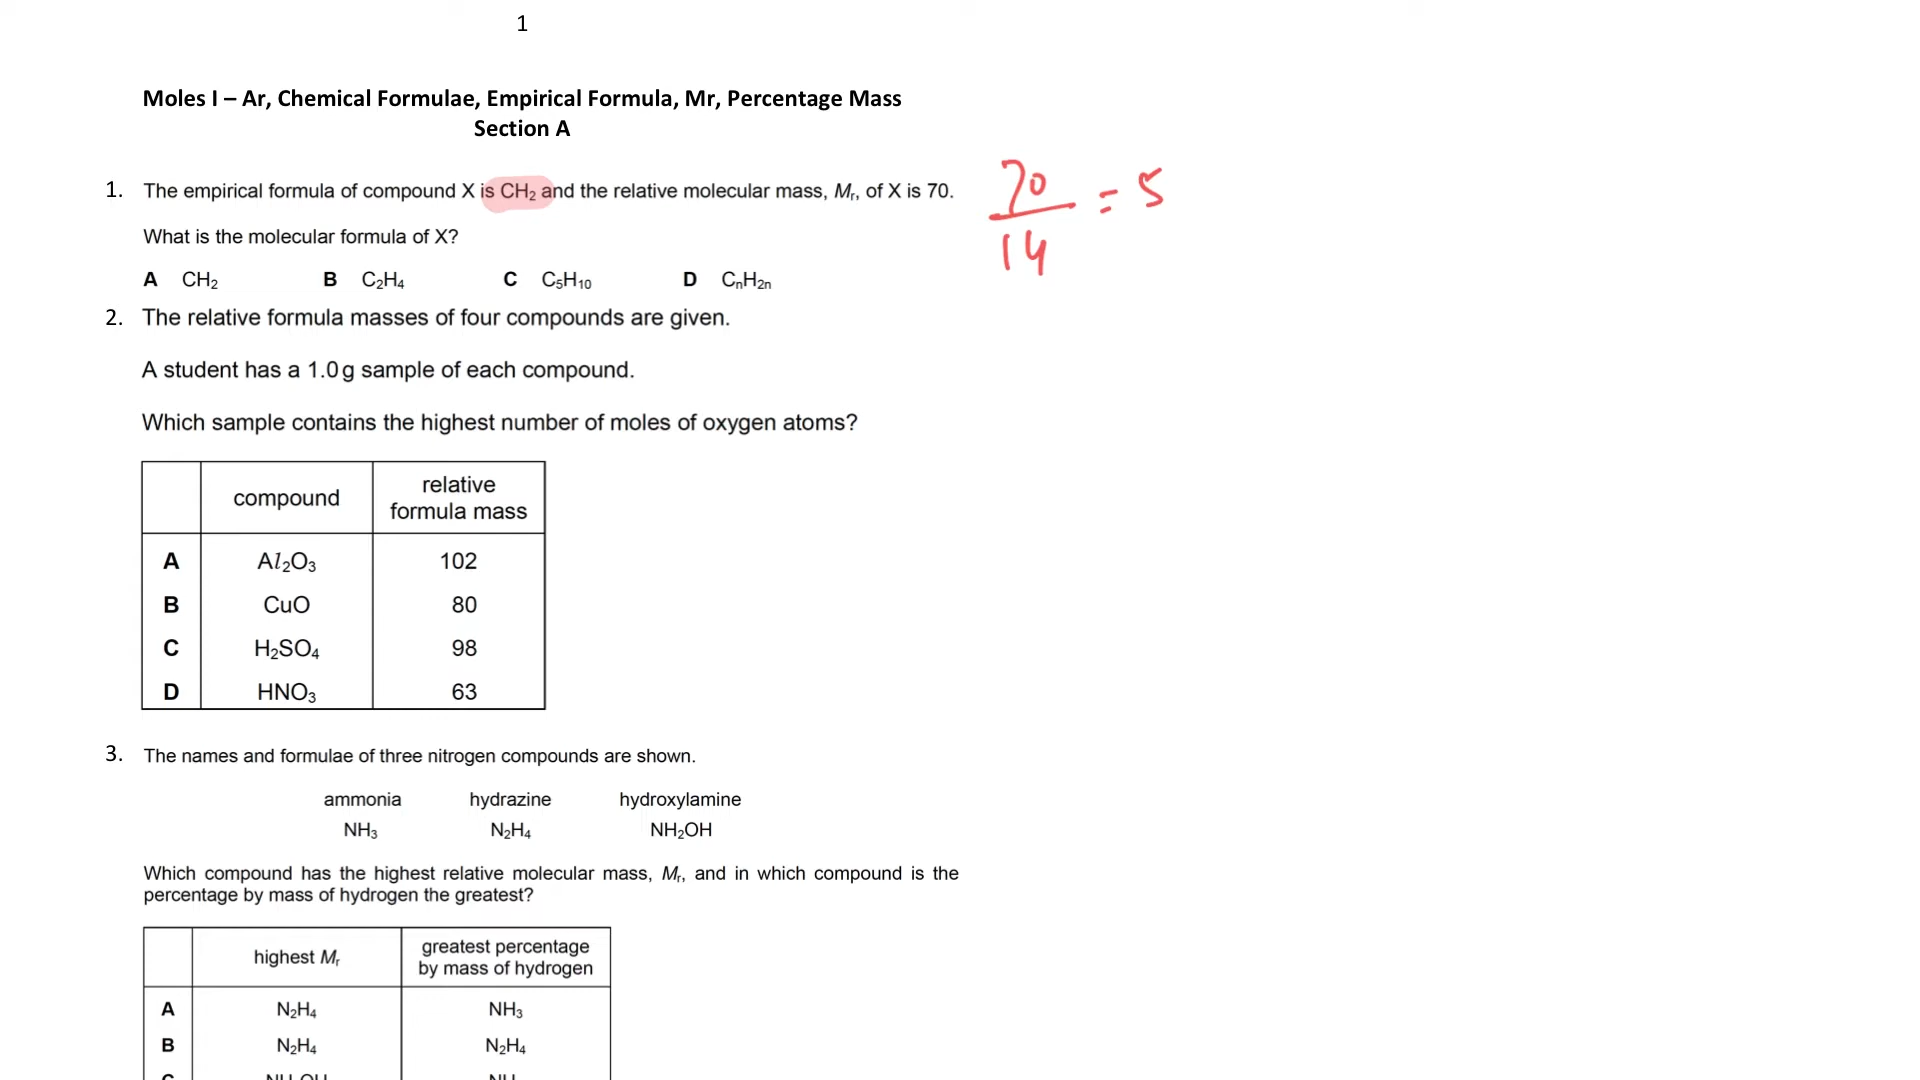 1
Moles I – Ar, Chemical Formulae, Empirical Formula, Mr, Percentage Mass
Section A
1. The empirical formula of compound X is CH₂ and the relative molecular mass, Mᵣ, of X is 70.
70
14
= 5
What is the molecular formula of X?
A CH₂ B C₂H₄ C C₅H₁₀ D CₙH₂ₙ
2. The relative formula masses of four compounds are given.
A student has a 1.0 g sample of each compound.
Which sample contains the highest number of moles of oxygen atoms?
compound relative formula mass
A Al₂O₃ 102
B CuO 80
C H₂SO₄ 98
D HNO₃ 63
3. The names and formulae of three nitrogen compounds are shown.
ammonia hydrazine hydroxylamine
NH₃ N₂H₄ NH₂OH
Which compound has the highest relative molecular mass, Mᵣ, and in which compound is the
percentage by mass of hydrogen the greatest?
highest Mᵣ greatest percentage by mass of hydrogen
A N₂H₄ NH₃
B N₂H₄ N₂H₄